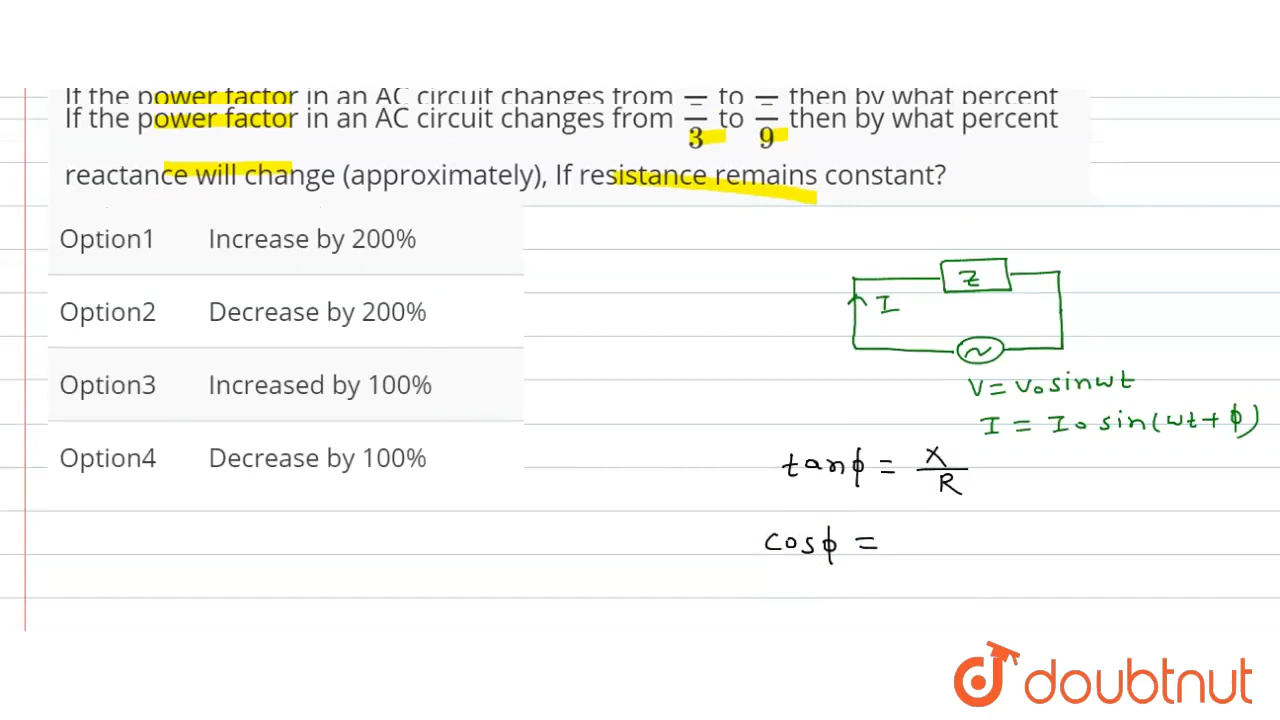 If the power factor in an AC circuit changes from to then by what percent
If the power factor in an AC circuit changes from 3 to 9 then by what percent
reactance will change (approximately), If resistance remains constant?
Option1 Increase by 200%
Option2 Decrease by 200%
Option3 Increased by 100%
Option4 Decrease by 100%
Z
I
~
V = V₀ sinωt
I = I₀ sin(ωt + ϕ)
tanϕ = X/R
cosϕ =
doubtnut